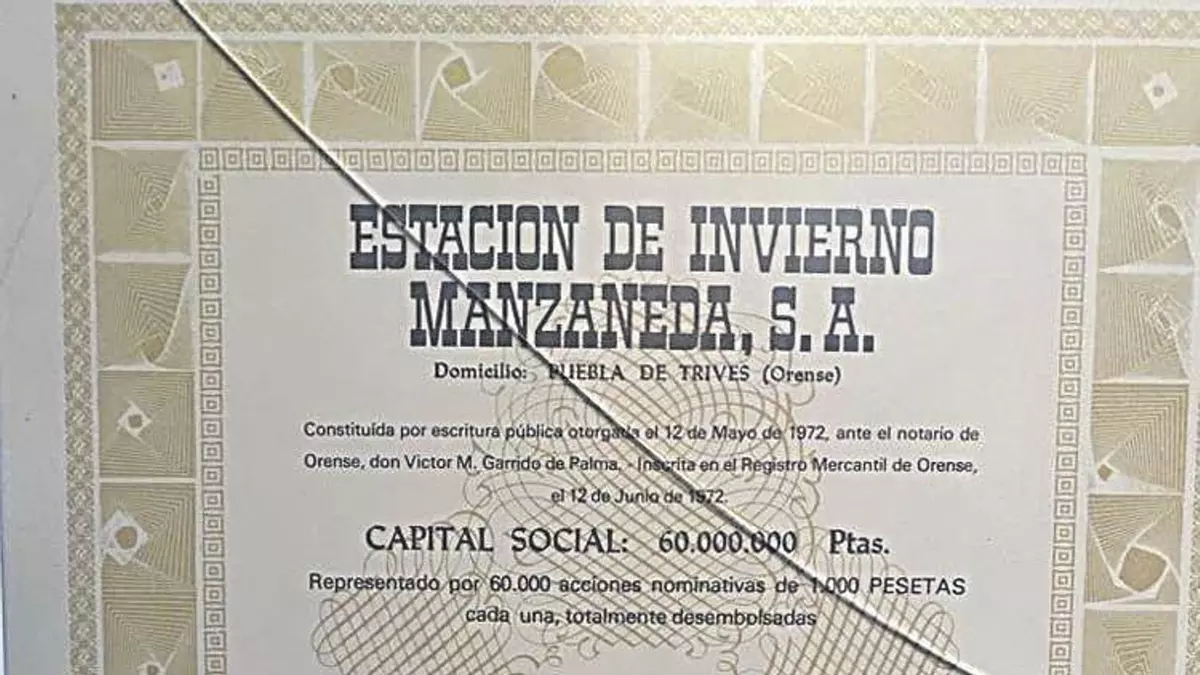 ESTACION DE INVIERNO
MANZANEDA, S. A.
Domicilio: PUEBLA DE TRIVES (Orense)
Constituída por escritura pública otorgada el 12 de Mayo de 1972, ante el notario de
Orense, don Victor M. Garrido de Palma. - Inscrita en el Registro Mercantil de Orense,
el 12 de Junio de 1972.
CAPITAL SOCIAL: 60.000.000 Ptas.
Representado por 60.000 acciones nominativas de 1.000 PESETAS
cada una, totalmente desembolsadas